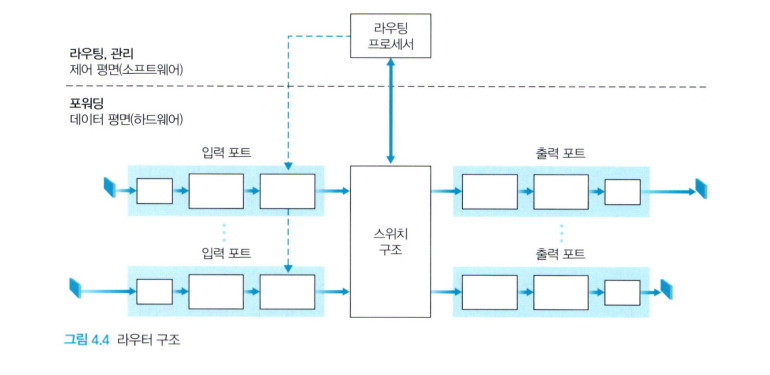 라우팅
프로세서
라우팅, 관리
제어 평면(소프트웨어)
포워딩
데이터 평면(하드웨어)
입력 포트
출력 포트
스위치
구조
입력 포트
출력 포트
그림 4.4 라우터 구조